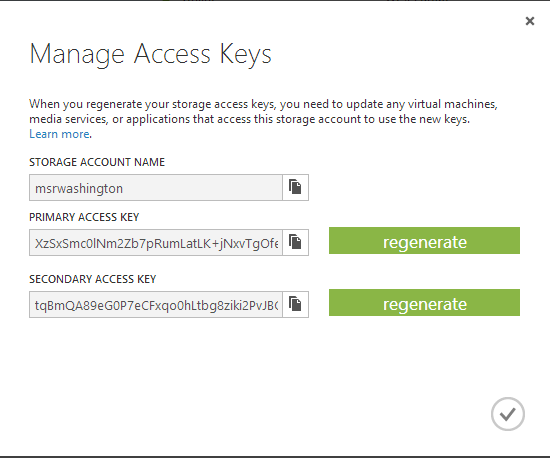 Manage Access Keys
When you regenerate your storage access keys, you need to update any virtual machines,
media services, or applications that access this storage account to use the new keys.
Learn more.
STORAGE ACCOUNT NAME
msrwashington
PRIMARY ACCESS KEY
XzSxSmc0lNm2Zb7pRumLatLK+jNxvTgOfe
regenerate
SECONDARY ACCESS KEY
tqBmQA89eG0P7eCFxqo0hLtbg8ziki2PvJB
regenerate